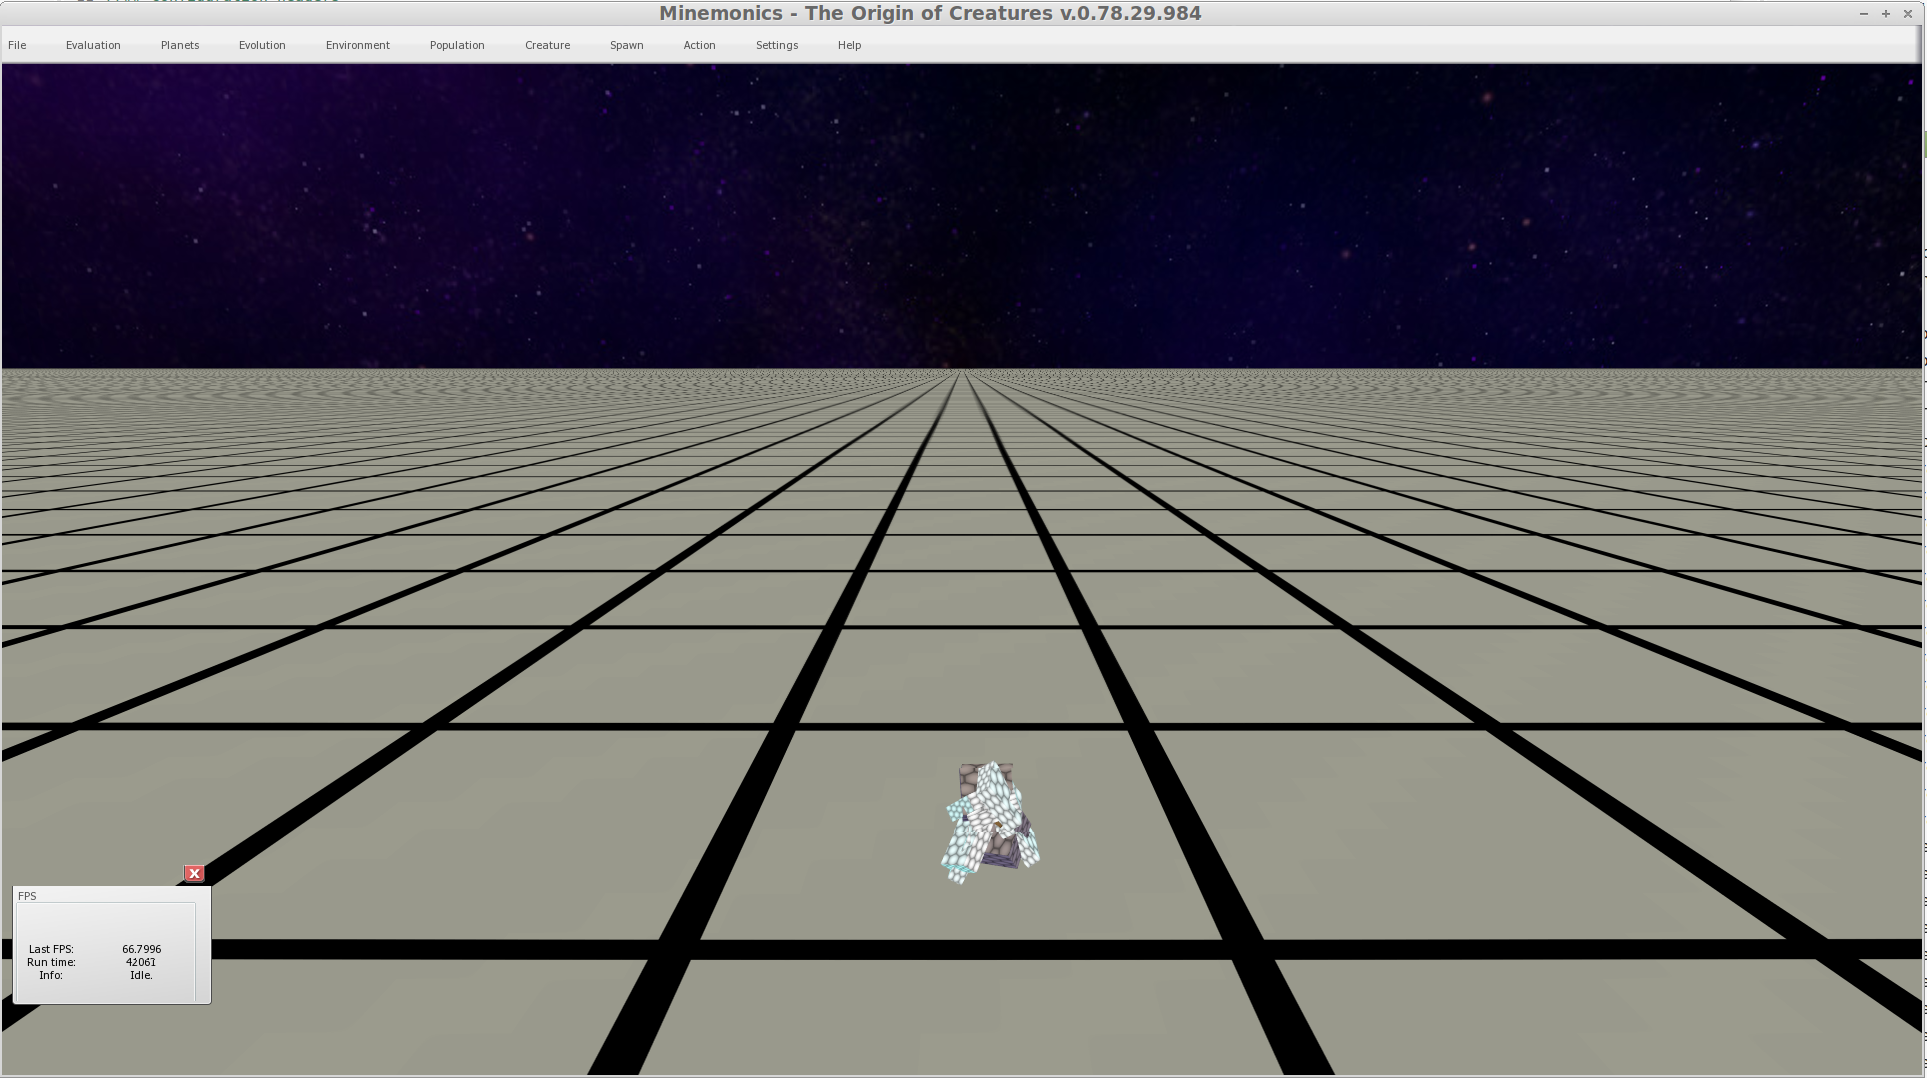 Minemonics - The Origin of Creatures v.0.78.29.984
File Evaluation Planets Evolution Environment Population Creature Spawn Action Settings Help
FPS
Last FPS: 66.7996
Run time: 42061
Info: Idle.